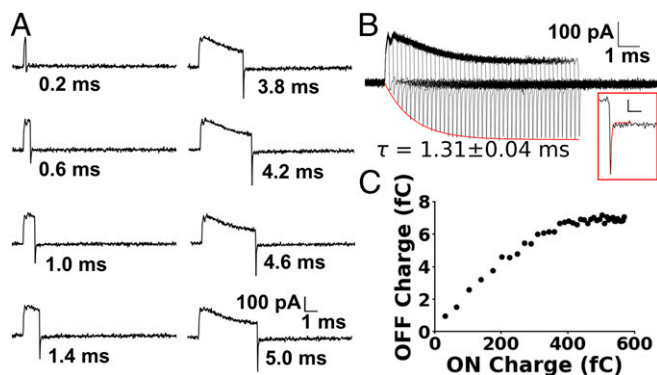 A
0.2 ms
3.8 ms
0.6 ms
4.2 ms
1.0 ms
4.6 ms
1.4 ms
100 pA
1 ms
5.0 ms
B
100 pA
1 ms
τ = 1.31±0.04 ms
C
OFF Charge (fC)
8
6
4
2
0
0 200 400 600
ON Charge (fC)